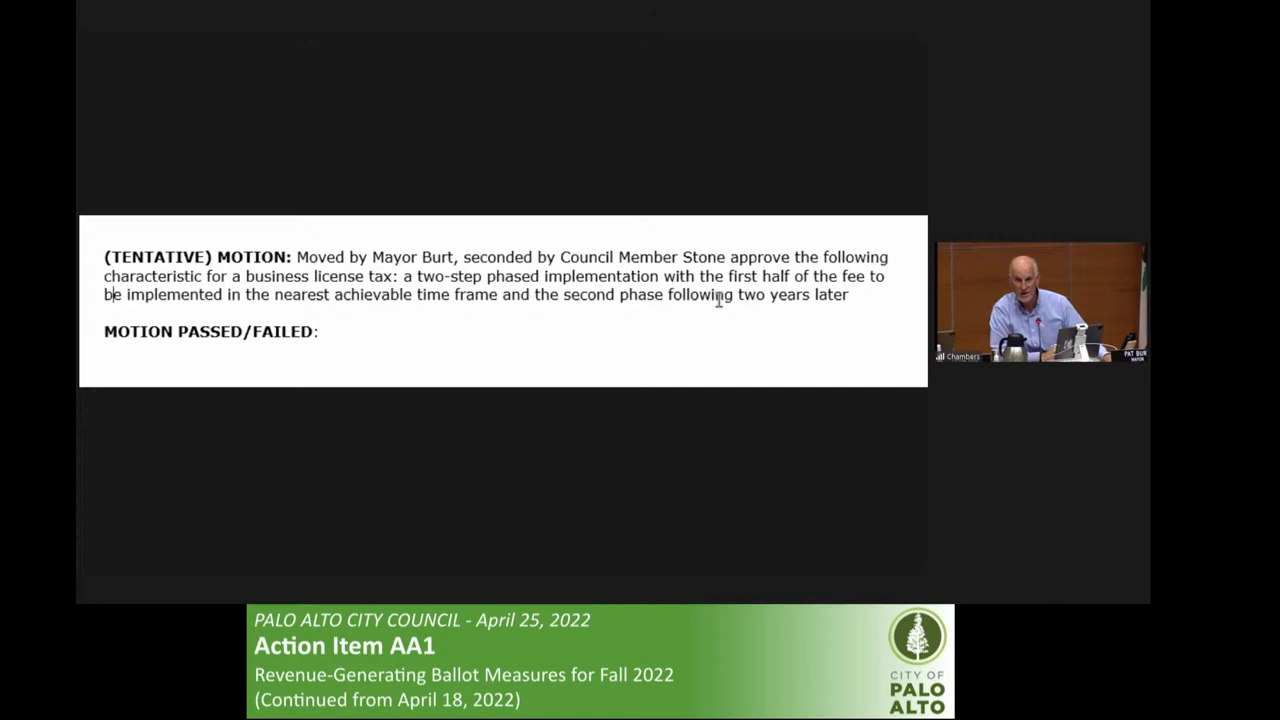 (TENTATIVE) MOTION: Moved by Mayor Burt, seconded by Council Member Stone approve the following
characteristic for a business license tax: a two-step phased implementation with the first half of the fee to
be implemented in the nearest achievable time frame and the second phase following two years later
MOTION PASSED/FAILED:
Chambers
PAT BUR
MAYOR
PALO ALTO CITY COUNCIL - April 25, 2022
Action Item AA1
Revenue-Generating Ballot Measures for Fall 2022
(Continued from April 18, 2022)
CITY OF
PALO
ALTO